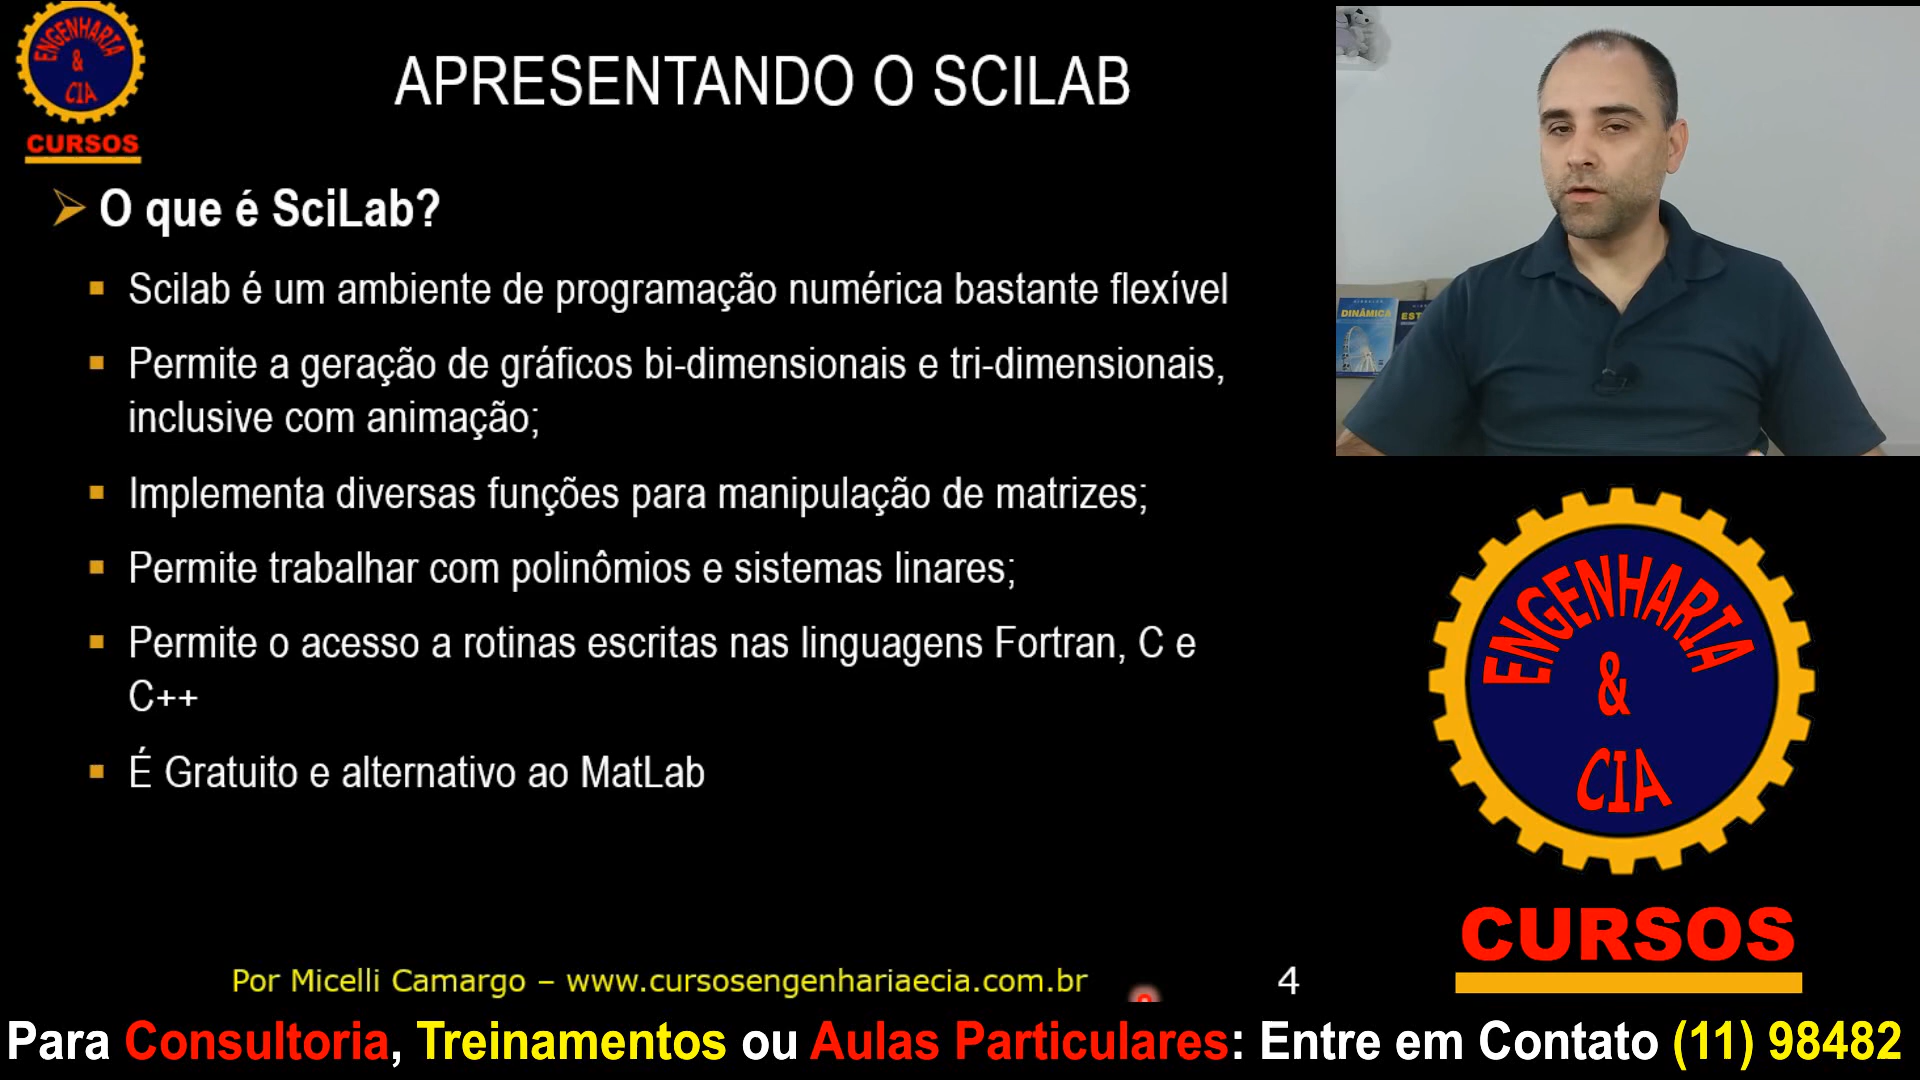 ENGENHARIA
&
CIA
CURSOS
APRESENTANDO O SCILAB
O que é SciLab?
Scilab é um ambiente de programação numérica bastante flexível
Permite a geração de gráficos bi-dimensionais e tri-dimensionais,
inclusive com animação;
Implementa diversas funções para manipulação de matrizes;
Permite trabalhar com polinômios e sistemas linares;
Permite o acesso a rotinas escritas nas linguagens Fortran, C e
C++
É Gratuito e alternativo ao MatLab
DINÂMICA
EST
ENGENHARIA
&
CIA
CURSOS
Por Micelli Camargo – www.cursosengenhariaecia.com.br
4
Para Consultoria, Treinamentos ou Aulas Particulares: Entre em Contato (11) 98482